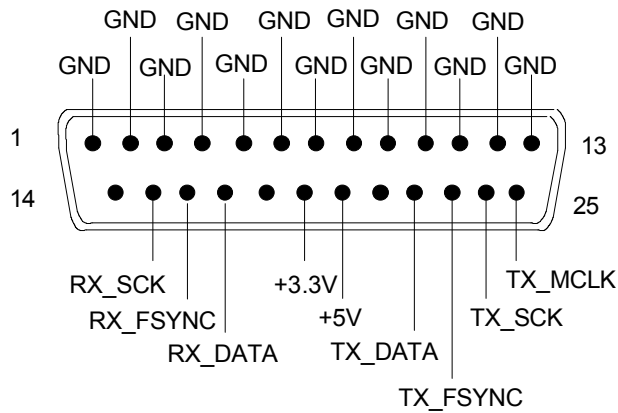 GND GND GND GND GND GND
GND GND GND GND GND GND GND
1 13
14 25
RX_SCK +3.3V TX_MCLK
RX_FSYNC +5V TX_SCK
RX_DATA TX_DATA
TX_FSYNC